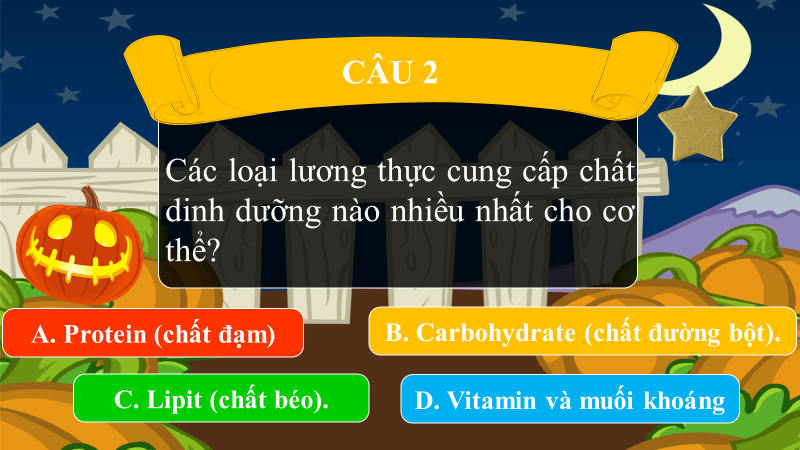 CÂU 2
Các loại lương thực cung cấp chất
dinh dưỡng nào nhiều nhất cho cơ
thể?
A. Protein (chất đạm)
B. Carbohydrate (chất đường bột).
C. Lipit (chất béo).
D. Vitamin và muối khoáng